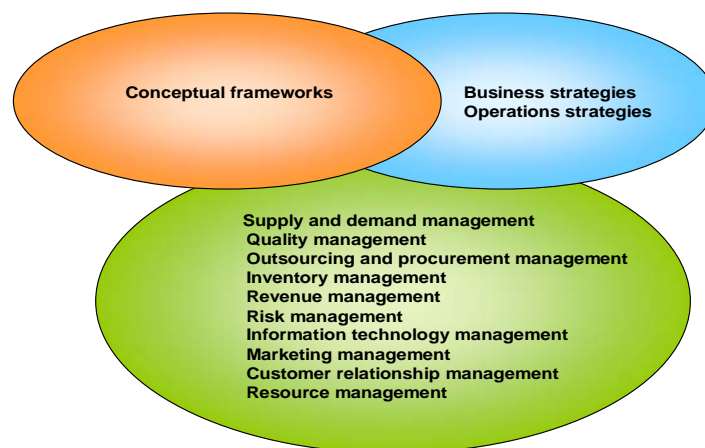 Conceptual frameworks
Business strategies
Operations strategies
Supply and demand management
Quality management
Outsourcing and procurement management
Inventory management
Revenue management
Risk management
Information technology management
Marketing management
Customer relationship management
Resource management